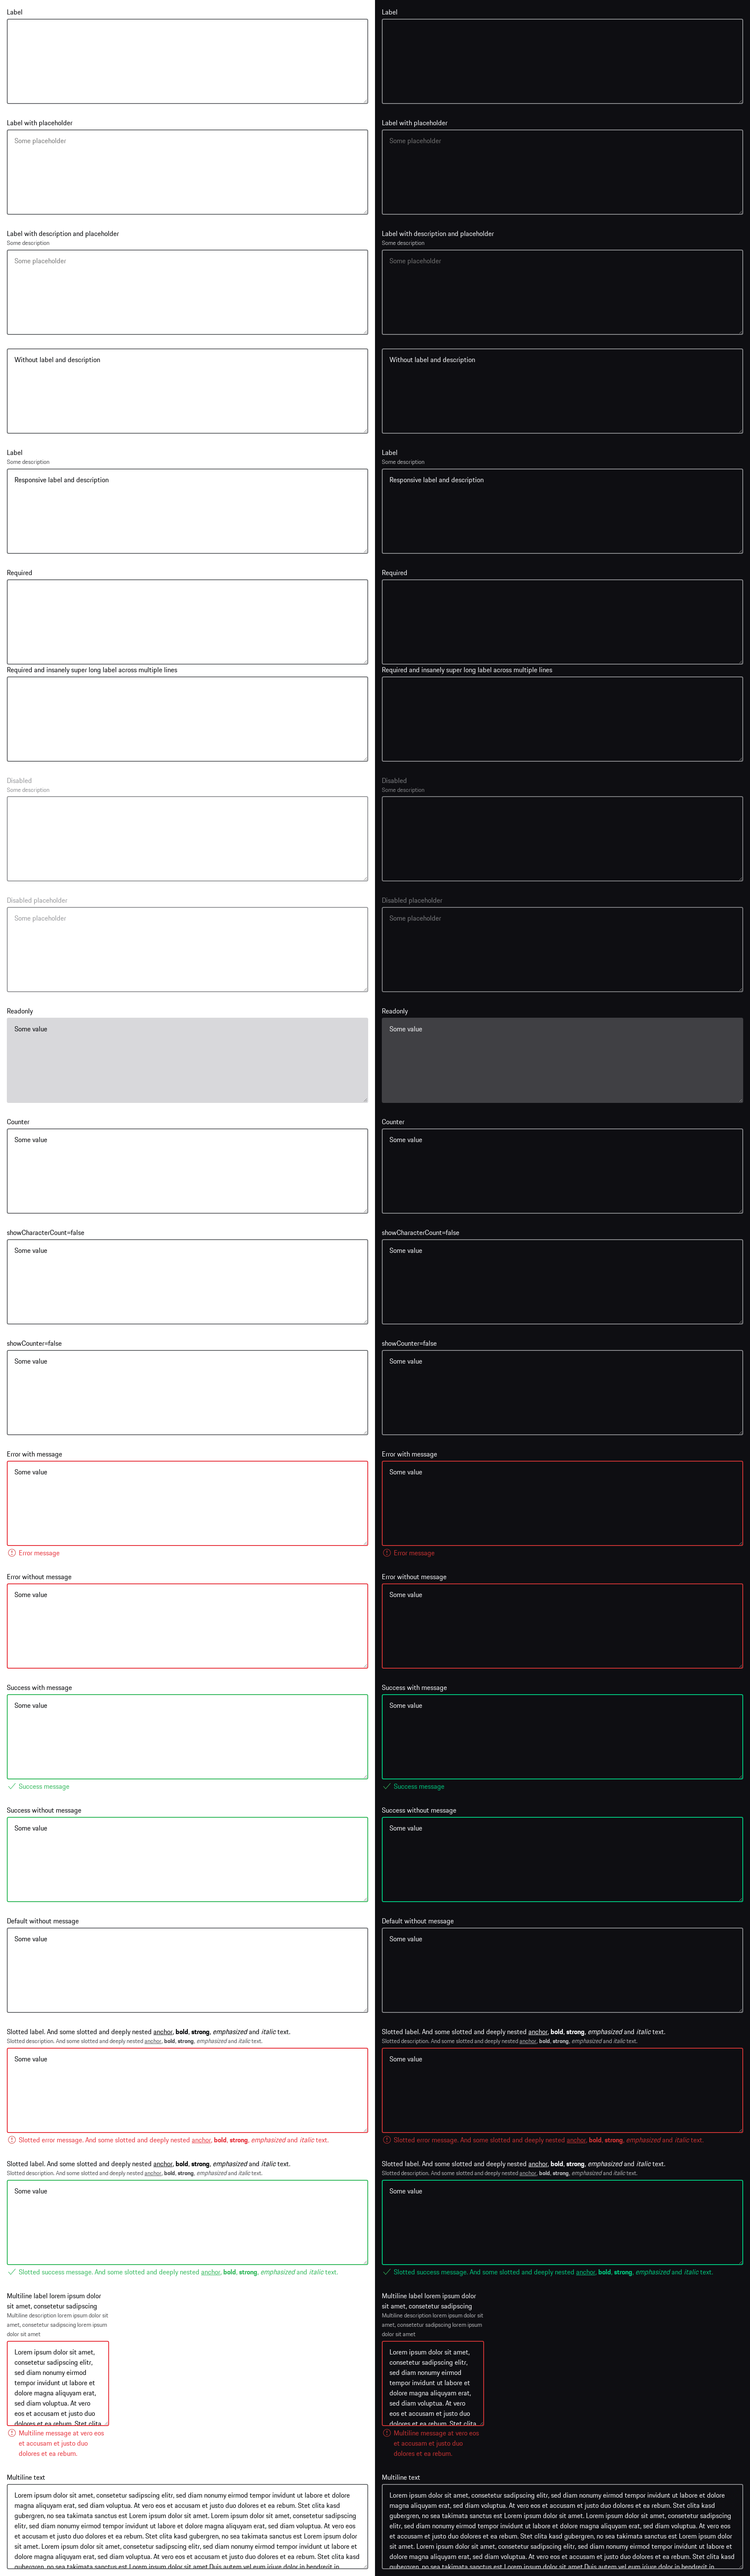 Label
Label with placeholder
Some placeholder
Label with description and placeholder
Some description
Some placeholder
Without label and description
Label
Some description
Responsive label and description
Required
Required and insanely super long label across multiple lines
Disabled
Some description
Disabled placeholder
Some placeholder
Readonly
Some value
Counter
Some value
showCharacterCount=false
Some value
showCounter=false
Some value
Error with message
Some value
Error message
Error without message
Some value
Success with message
Some value
Success message
Success without message
Some value
Default without message
Some value
Slotted label. And some slotted and deeply nested anchor, bold, strong, emphasized and italic text.
Slotted description. And some slotted and deeply nested anchor, bold, strong, emphasized and italic text.
Some value
Slotted error message. And some slotted and deeply nested anchor, bold, strong, emphasized and italic text.
Slotted label. And some slotted and deeply nested anchor, bold, strong, emphasized and italic text.
Slotted description. And some slotted and deeply nested anchor, bold, strong, emphasized and italic text.
Some value
Slotted success message. And some slotted and deeply nested anchor, bold, strong, emphasized and italic text.
Multiline label lorem ipsum dolor
sit amet, consetetur sadipscing
Multiline description lorem ipsum dolor sit
amet, consetetur sadipscing lorem ipsum
dolor sit amet
Lorem ipsum dolor sit amet,
consetetur sadipscing elitr,
sed diam nonumy eirmod
tempor invidunt ut labore et
dolore magna aliquyam erat,
sed diam voluptua. At vero
eos et accusam et justo duo
dolores et ea rebum. Stet clita
Multiline message at vero eos
et accusam et justo duo
dolores et ea rebum.
Multiline text
Lorem ipsum dolor sit amet, consetetur sadipscing elitr, sed diam nonumy eirmod tempor invidunt ut labore et dolore
magna aliquyam erat, sed diam voluptua. At vero eos et accusam et justo duo dolores et ea rebum. Stet clita kasd
gubergren, no sea takimata sanctus est Lorem ipsum dolor sit amet. Lorem ipsum dolor sit amet, consetetur sadipscing
elitr, sed diam nonumy eirmod tempor invidunt ut labore et dolore magna aliquyam erat, sed diam voluptua. At vero eos
et accusam et justo duo dolores et ea rebum. Stet clita kasd gubergren, no sea takimata sanctus est Lorem ipsum dolor
sit amet. Lorem ipsum dolor sit amet, consetetur sadipscing elitr, sed diam nonumy eirmod tempor invidunt ut labore et
dolore magna aliquyam erat, sed diam voluptua. At vero eos et accusam et justo duo dolores et ea rebum. Stet clita kasd
gubergren, no sea takimata sanctus est Lorem ipsum dolor sit amet.Duis autem vel eum iriure dolor in hendrerit in
Label
Label with placeholder
Some placeholder
Label with description and placeholder
Some description
Some placeholder
Without label and description
Label
Some description
Responsive label and description
Required
Required and insanely super long label across multiple lines
Disabled
Some description
Disabled placeholder
Some placeholder
Readonly
Some value
Counter
Some value
showCharacterCount=false
Some value
showCounter=false
Some value
Error with message
Some value
Error message
Error without message
Some value
Success with message
Some value
Success message
Success without message
Some value
Default without message
Some value
Slotted label. And some slotted and deeply nested anchor, bold, strong, emphasized and italic text.
Slotted description. And some slotted and deeply nested anchor, bold, strong, emphasized and italic text.
Some value
Slotted error message. And some slotted and deeply nested anchor, bold, strong, emphasized and italic text.
Slotted label. And some slotted and deeply nested anchor, bold, strong, emphasized and italic text.
Slotted description. And some slotted and deeply nested anchor, bold, strong, emphasized and italic text.
Some value
Slotted success message. And some slotted and deeply nested anchor, bold, strong, emphasized and italic text.
Multiline label lorem ipsum dolor
sit amet, consetetur sadipscing
Multiline description lorem ipsum dolor sit
amet, consetetur sadipscing lorem ipsum
dolor sit amet
Lorem ipsum dolor sit amet,
consetetur sadipscing elitr,
sed diam nonumy eirmod
tempor invidunt ut labore et
dolore magna aliquyam erat,
sed diam voluptua. At vero
eos et accusam et justo duo
dolores et ea rebum. Stet clita
Multiline message at vero eos
et accusam et justo duo
dolores et ea rebum.
Multiline text
Lorem ipsum dolor sit amet, consetetur sadipscing elitr, sed diam nonumy eirmod tempor invidunt ut labore et dolore
magna aliquyam erat, sed diam voluptua. At vero eos et accusam et justo duo dolores et ea rebum. Stet clita kasd
gubergren, no sea takimata sanctus est Lorem ipsum dolor sit amet. Lorem ipsum dolor sit amet, consetetur sadipscing
elitr, sed diam nonumy eirmod tempor invidunt ut labore et dolore magna aliquyam erat, sed diam voluptua. At vero eos
et accusam et justo duo dolores et ea rebum. Stet clita kasd gubergren, no sea takimata sanctus est Lorem ipsum dolor
sit amet. Lorem ipsum dolor sit amet, consetetur sadipscing elitr, sed diam nonumy eirmod tempor invidunt ut labore et
dolore magna aliquyam erat, sed diam voluptua. At vero eos et accusam et justo duo dolores et ea rebum. Stet clita kasd
gubergren, no sea takimata sanctus est Lorem ipsum dolor sit amet.Duis autem vel eum iriure dolor in hendrerit in